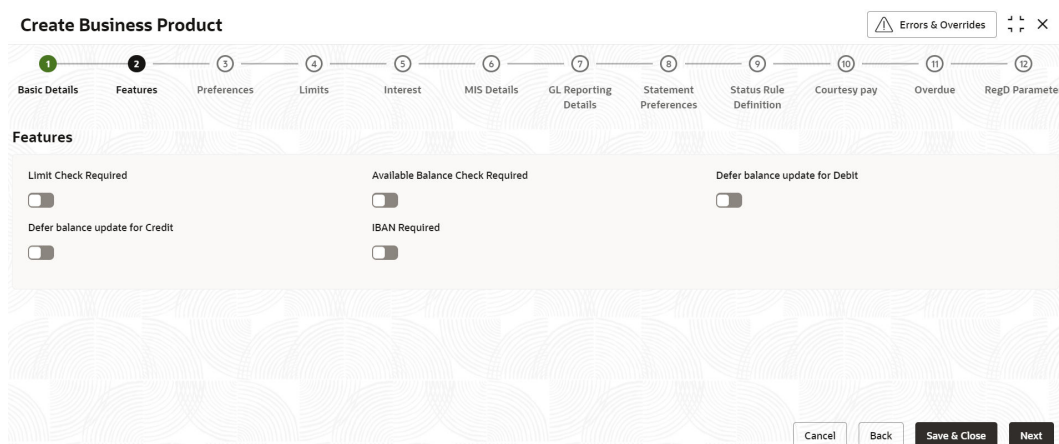 Create Business Product
Errors & Overrides
1 2 3 4 5 6 7 8 9 10 11 12
Basic Details Features Preferences Limits Interest MIS Details GL Reporting Statement Status Rule Courtesy pay Overdue RegD Paramete
Details Preferences Definition
Features
Limit Check Required Available Balance Check Required Defer balance update for Debit
Defer balance update for Credit IBAN Required
Cancel Back Save & Close Next